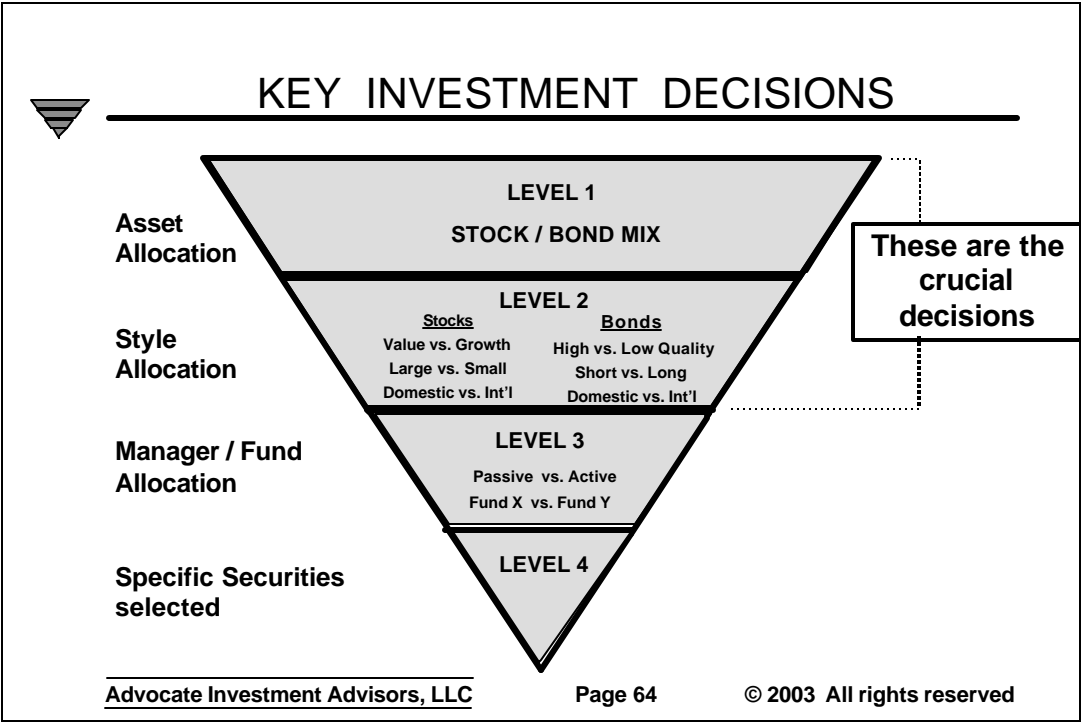 KEY INVESTMENT DECISIONS
LEVEL 1
STOCK / BOND MIX
Asset
Allocation
These are the
crucial
decisions
LEVEL 2
Stocks
Value vs. Growth
Large vs. Small
Domestic vs. Int'l
Bonds
High vs. Low Quality
Short vs. Long
Domestic vs. Int'l
Style
Allocation
LEVEL 3
Passive vs. Active
Fund X vs. Fund Y
Manager / Fund
Allocation
LEVEL 4
Specific Securities
selected
Advocate Investment Advisors, LLC Page 64 © 2003 All rights reserved